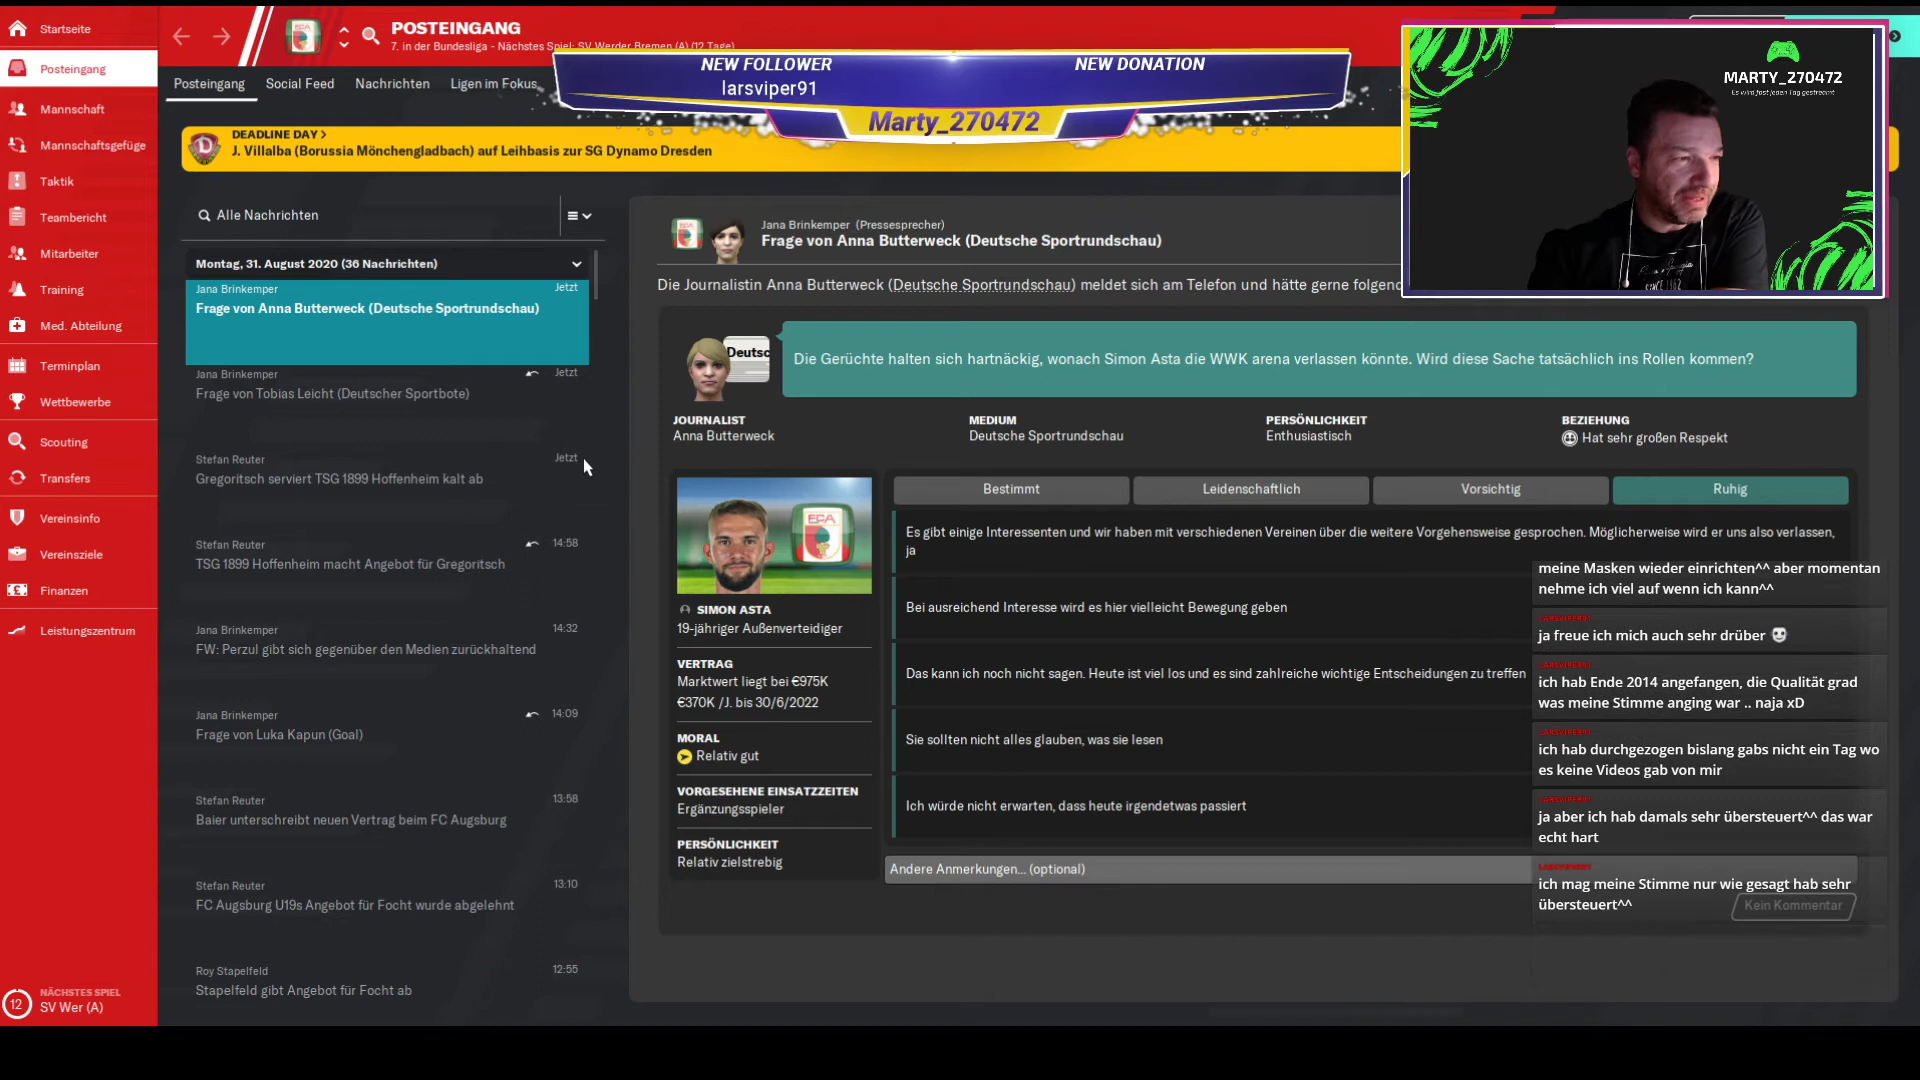 Startseite
Posteingang
Mannschaft
Mannschaftsgefüge
Taktik
Teambericht
Mitarbeiter
Training
Med. Abteilung
Terminplan
Wettbewerbe
Scouting
Transfers
Vereinsinfo
Vereinsziele
Finanzen
Leistungszentrum
12
NÄCHSTES SPIEL
SV Wer (A)
POSTEINGANG
7. in der Bundesliga - Nächstes Spiel: SV Werder Bremen (A) (12 Tage)
Posteingang
Social Feed
Nachrichten
Ligen im Fokus
NEW FOLLOWER
larsviper91
NEW DONATION
Marty_270472
MARTY_270472
Es wird fast jeden Tag gestreamt
DEADLINE DAY >
J. Villalba (Borussia Mönchengladbach) auf Leihbasis zur SG Dynamo Dresden
Alle Nachrichten
Montag, 31. August 2020 (36 Nachrichten)
Jana Brinkemper
Jetzt
Frage von Anna Butterweck (Deutsche Sportrundschau)
Jana Brinkemper
Jetzt
Frage von Tobias Leicht (Deutscher Sportbote)
Stefan Reuter
Jetzt
Gregoritsch serviert TSG 1899 Hoffenheim kalt ab
Stefan Reuter
14:58
TSG 1899 Hoffenheim macht Angebot für Gregoritsch
Jana Brinkemper
14:32
FW: Perzul gibt sich gegenüber den Medien zurückhaltend
Jana Brinkemper
14:09
Frage von Luka Kapun (Goal)
Stefan Reuter
13:58
Baier unterschreibt neuen Vertrag beim FC Augsburg
Stefan Reuter
13:10
FC Augsburg U19s Angebot für Focht wurde abgelehnt
Roy Stapelfeld
12:55
Stapelfeld gibt Angebot für Focht ab
Jana Brinkemper (Pressesprecher)
Frage von Anna Butterweck (Deutsche Sportrundschau)
Die Journalistin Anna Butterweck (Deutsche Sportrundschau) meldet sich am Telefon und hätte gerne folgend
Deutsc
Die Gerüchte halten sich hartnäckig, wonach Simon Asta die WWK arena verlassen könnte. Wird diese Sache tatsächlich ins Rollen kommen?
JOURNALIST
Anna Butterweck
MEDIUM
Deutsche Sportrundschau
PERSÖNLICHKEIT
Enthusiastisch
BEZIEHUNG
Hat sehr großen Respekt
FCA
SIMON ASTA
19-jähriger Außenverteidiger
VERTRAG
Marktwert liegt bei €975K
€370K /J. bis 30/6/2022
MORAL
Relativ gut
VORGESEHENE EINSATZZEITEN
Ergänzungsspieler
PERSÖNLICHKEIT
Relativ zielstrebig
Bestimmt
Leidenschaftlich
Vorsichtig
Ruhig
Es gibt einige Interessenten und wir haben mit verschiedenen Vereinen über die weitere Vorgehensweise gesprochen. Möglicherweise wird er uns also verlassen,
ja
Bei ausreichend Interesse wird es hier vielleicht Bewegung geben
Das kann ich noch nicht sagen. Heute ist viel los und es sind zahlreiche wichtige Entscheidungen zu treffen
Sie sollten nicht alles glauben, was sie lesen
Ich würde nicht erwarten, dass heute irgendetwas passiert
Andere Anmerkungen... (optional)
Kein Kommentar
meine Masken wieder einrichten^^ aber momentan
nehme ich viel auf wenn ich kann^^
LARSVIPER91
ja freue ich mich auch sehr drüber
LARSVIPER91
ich hab Ende 2014 angefangen, die Qualität grad
was meine Stimme anging war .. naja xD
LARSVIPER91
ich hab durchgezogen bislang gabs nicht ein Tag wo
es keine Videos gab von mir
LARSVIPER91
ja aber ich hab damals sehr übersteuert^^ das war
echt hart
LARSVIPER91
ich mag meine Stimme nur wie gesagt hab sehr
übersteuert^^